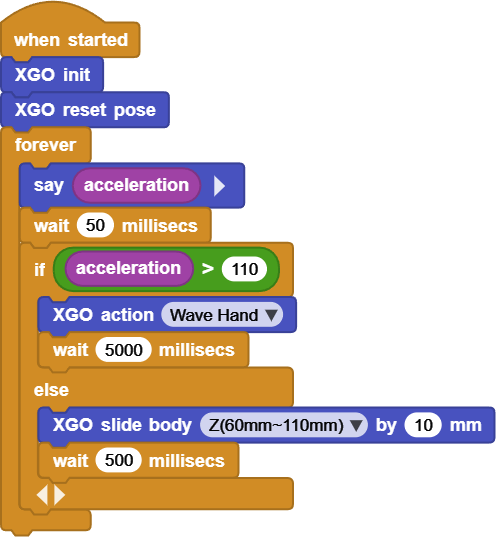 when started
XGO init
XGO reset pose
forever
say acceleration
wait 50 millisecs
if acceleration > 110
XGO action Wave Hand
wait 5000 millisecs
else
XGO slide body Z(60mm~110mm) by 10 mm
wait 500 millisecs